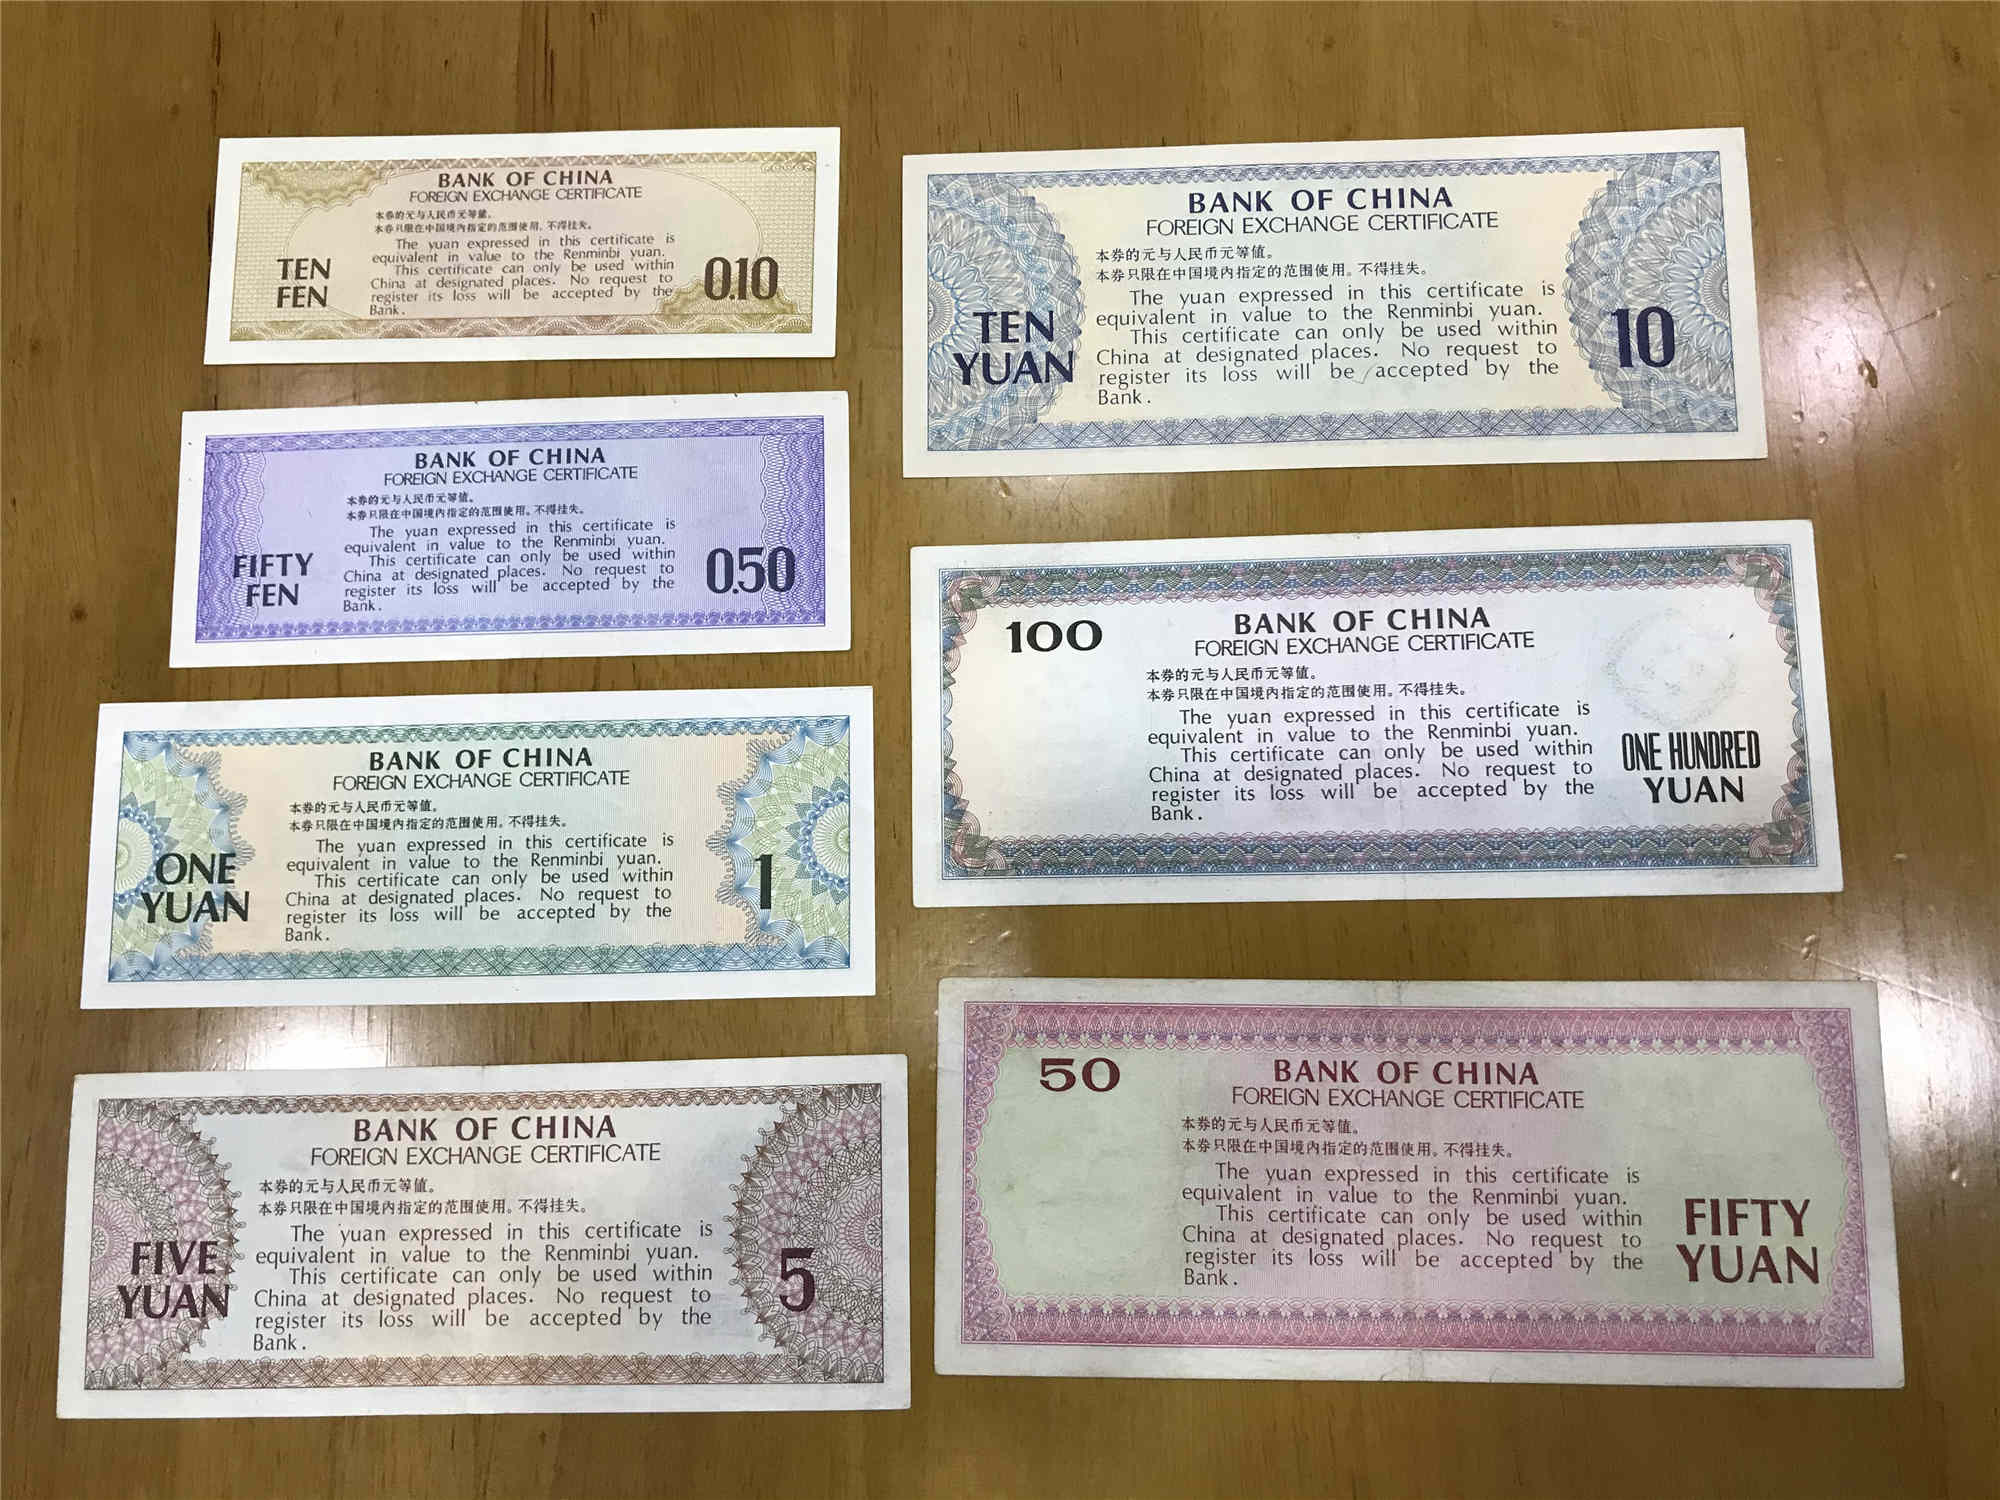 BANK OF CHINA
FOREIGN EXCHANGE CERTIFICATE
本券的元与人民币元等值。
本券只限在中国境内指定的范围使用,不得挂失。
The yuan expressed in this certificate is
equivalent in value to the Renminbi yuan.
This certificate can only be used within
China at designated places. No request to
register its loss will be accepted by the
Bank.
TEN
FEN
0.10
BANK OF CHINA
FOREIGN EXCHANGE CERTIFICATE
本券的元与人民币元等值。
本券只限在中国境内指定的范围使用。不得挂失。
The yuan expressed in this certificate is
equivalent in value to the Renminbi yuan.
This certificate can only be used within
China at designated places. No request to
register its loss will be accepted by the
Bank.
FIFTY
FEN
0.50
BANK OF CHINA
FOREIGN EXCHANGE CERTIFICATE
本券的元与人民币元等值。
本券只限在中国境内指定的范围使用。不得挂失。
The yuan expressed in this certificate is
equivalent in value to the Renminbi yuan.
This certificate can only be used within
China at designated places. No request to
register its loss will be accepted by the
Bank.
ONE
YUAN
1
BANK OF CHINA
FOREIGN EXCHANGE CERTIFICATE
本券的元与人民币元等值。
本券只限在中国境内指定的范围使用。不得挂失。
The yuan expressed in this certificate is
equivalent in value to the Renminbi yuan.
This certificate can only be used within
China at designated places. No request to
register its loss will be accepted by the
Bank.
FIVE
YUAN
5
BANK OF CHINA
FOREIGN EXCHANGE CERTIFICATE
本券的元与人民币元等值。
本券只限在中国境内指定的范围使用。不得挂失。
The yuan expressed in this certificate is
equivalent in value to the Renminbi yuan.
This certificate can only be used within
China at designated places. No request to
register its loss will be accepted by the
Bank.
TEN
YUAN
10
100
BANK OF CHINA
FOREIGN EXCHANGE CERTIFICATE
本券的元与人民币元等值。
本券只限在中国境内指定的范围使用。不得挂失。
The yuan expressed in this certificate is
equivalent in value to the Renminbi yuan.
This certificate can only be used within
China at designated places. No request to
register its loss will be accepted by the
Bank.
ONE HUNDRED
YUAN
50
BANK OF CHINA
FOREIGN EXCHANGE CERTIFICATE
本券的元与人民币元等值。
本券只限在中国境内指定的范围使用。不得挂失。
The yuan expressed in this certificate is
equivalent in value to the Renminbi yuan.
This certificate can only be used within
China at designated places. No request to
register its loss will be accepted by the
Bank.
FIFTY
YUAN